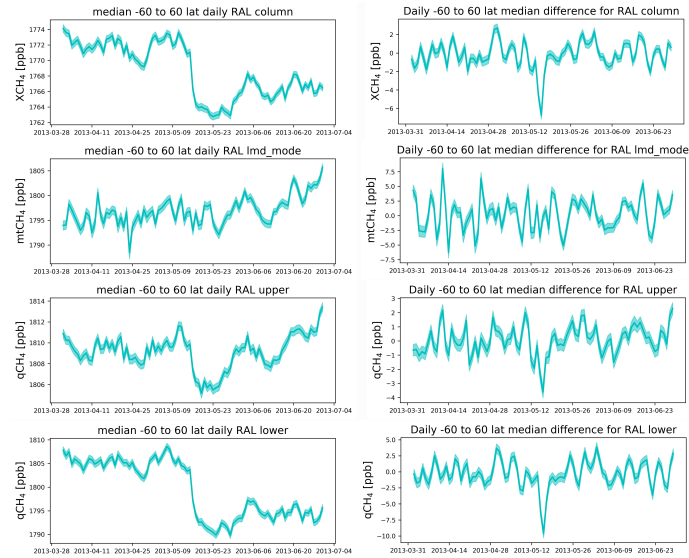 median -60 to 60 lat daily RAL column
1774
1772
1770
1768
1766
1764
1762
XCH4 [ppb]
2013-03-28 2013-04-11 2013-04-25 2013-05-09 2013-05-23 2013-06-06 2013-06-20 2013-07-04
Daily -60 to 60 lat median difference for RAL column
2
0
−2
−4
−6
XCH4 [ppb]
2013-03-31 2013-04-14 2013-04-28 2013-05-12 2013-05-26 2013-06-09 2013-06-23
median -60 to 60 lat daily RAL lmd_mode
1805
1800
1795
1790
mtCH4 [ppb]
2013-03-28 2013-04-11 2013-04-25 2013-05-09 2013-05-23 2013-06-06 2013-06-20 2013-07-04
Daily -60 to 60 lat median difference for RAL lmd_mode
7.5
5.0
2.5
0.0
−2.5
−5.0
−7.5
mtCH4 [ppb]
2013-03-31 2013-04-14 2013-04-28 2013-05-12 2013-05-26 2013-06-09 2013-06-23
median -60 to 60 lat daily RAL upper
1814
1812
1810
1808
1806
qCH4 [ppb]
2013-03-28 2013-04-11 2013-04-25 2013-05-09 2013-05-23 2013-06-06 2013-06-20 2013-07-04
Daily -60 to 60 lat median difference for RAL upper
3
2
1
0
−1
−2
−3
−4
qCH4 [ppb]
2013-03-31 2013-04-14 2013-04-28 2013-05-12 2013-05-26 2013-06-09 2013-06-23
median -60 to 60 lat daily RAL lower
1810
1805
1800
1795
1790
qCH4 [ppb]
2013-03-28 2013-04-11 2013-04-25 2013-05-09 2013-05-23 2013-06-06 2013-06-20 2013-07-04
Daily -60 to 60 lat median difference for RAL lower
5.0
2.5
0.0
−2.5
−5.0
−7.5
−10.0
qCH4 [ppb]
2013-03-31 2013-04-14 2013-04-28 2013-05-12 2013-05-26 2013-06-09 2013-06-23